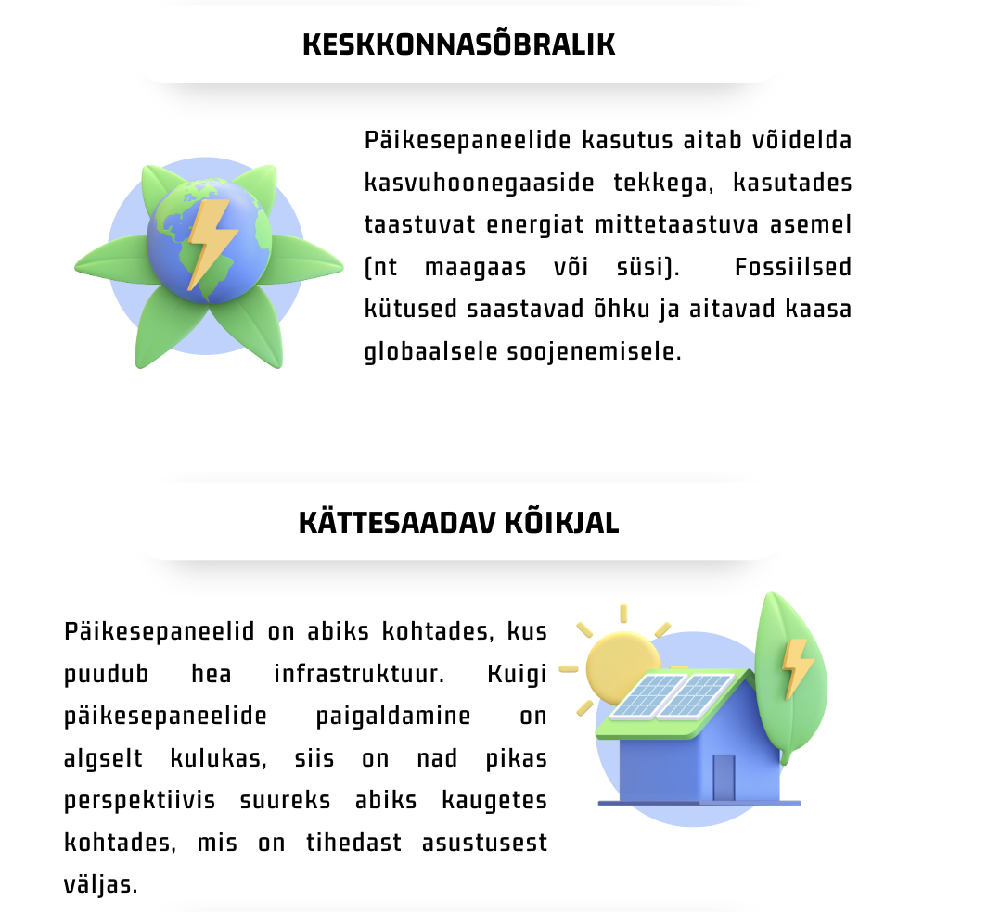 KESKKONNASÕBRALIK
Päikesepaneelide kasutus aitab võidelda
kasvuhoonegaaside tekkega, kasutades
taastuvat energiat mittetaastuva asemel
(nt maagaas või süsi). Fossiilsed
kütused saastavad õhku ja aitavad kaasa
globaalsele soojenemisele.
KÄTTESAADAV KÕIKJAL
Päikesepaneelid on abiks kohtades, kus
puudub hea infrastruktuur. Kuigi
päikesepaneelide paigaldamine on
algselt kulukas, siis on nad pikas
perspektiivis suureks abiks kaugetes
kohtades, mis on tihedast asustusest
väljas.